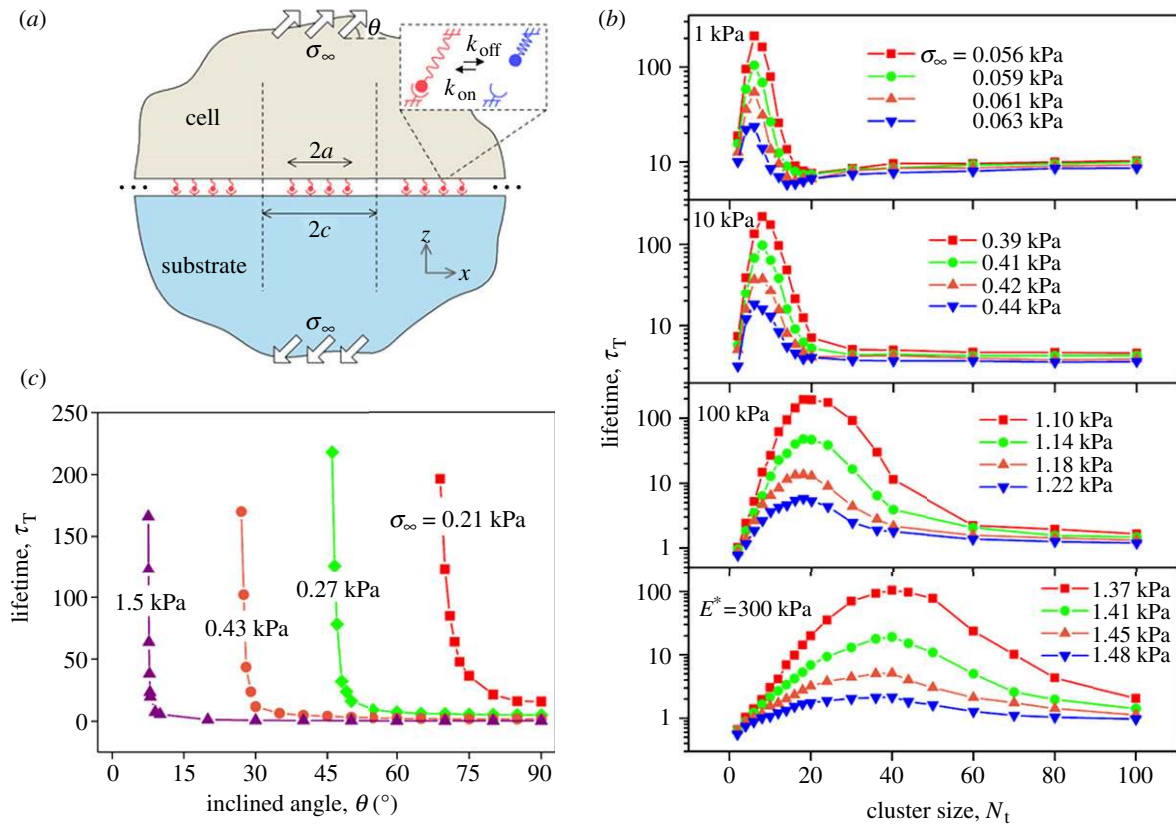 (a)
θ
σ∞
koff
kon
cell
2a
2c
z
x
substrate
σ∞
(b)
lifetime, τT
1 kPa
100
10
σ∞ = 0.056 kPa
0.059 kPa
0.061 kPa
0.063 kPa
10 kPa
100
10
0.39 kPa
0.41 kPa
0.42 kPa
0.44 kPa
100 kPa
100
10
1
1.10 kPa
1.14 kPa
1.18 kPa
1.22 kPa
E* = 300 kPa
100
10
1
1.37 kPa
1.41 kPa
1.45 kPa
1.48 kPa
0 20 40 60 80 100
cluster size, Nt
(c)
lifetime, τT
250
200
150
100
50
0
σ∞ = 0.21 kPa
0.27 kPa
0.43 kPa
1.5 kPa
0 15 30 45 60 75 90
inclined angle, θ (°)